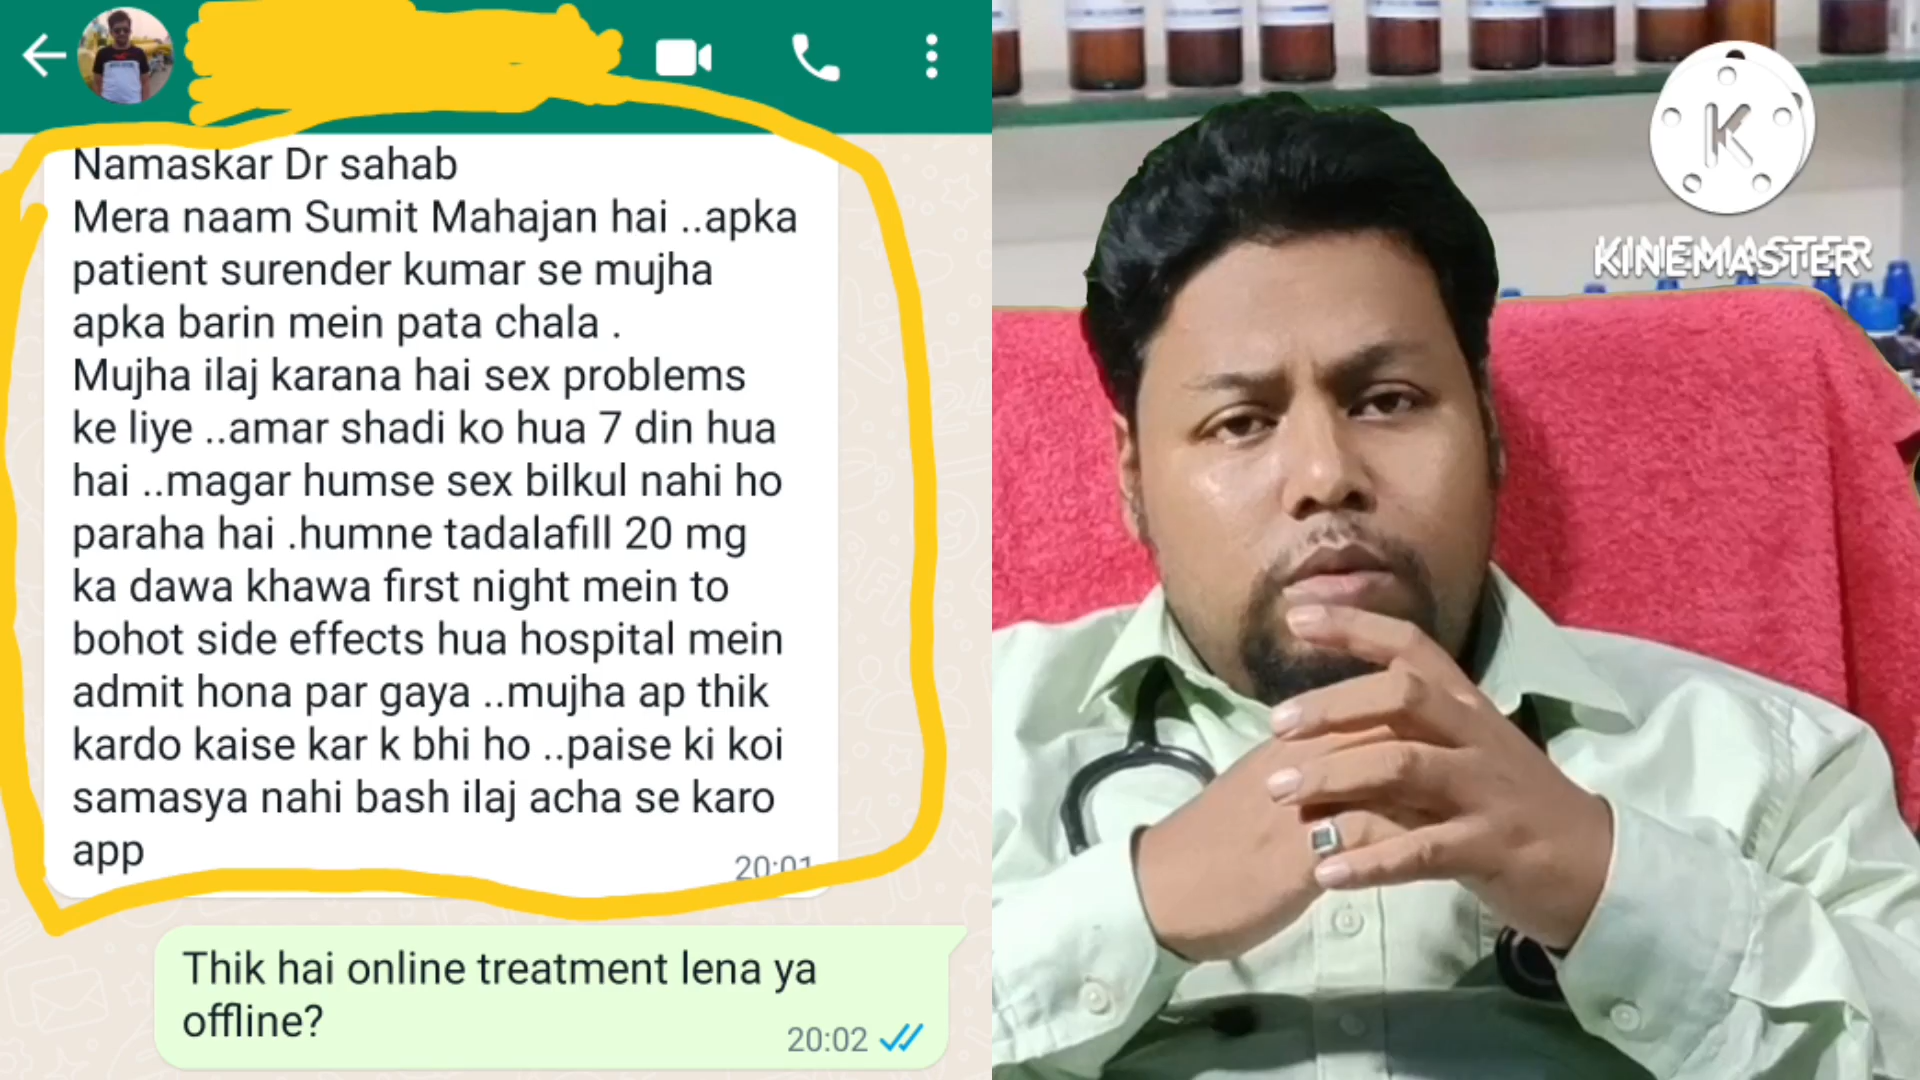 Namaskar Dr sahab
Mera naam Sumit Mahajan hai ..apka
patient surender kumar se mujha
apka barin mein pata chala .
Mujha ilaj karana hai sex problems
ke liye ..amar shadi ko hua 7 din hua
hai ..magar humse sex bilkul nahi ho
paraha hai .humne tadalafill 20 mg
ka dawa khawa first night mein to
bohot side effects hua hospital mein
admit hona par gaya ..mujha ap thik
kardo kaise kar k bhi ho ..paise ki koi
samasya nahi bash ilaj acha se karo
app
20:01
Thik hai online treatment lena ya
offline?
20:02
K
KINEMASTER